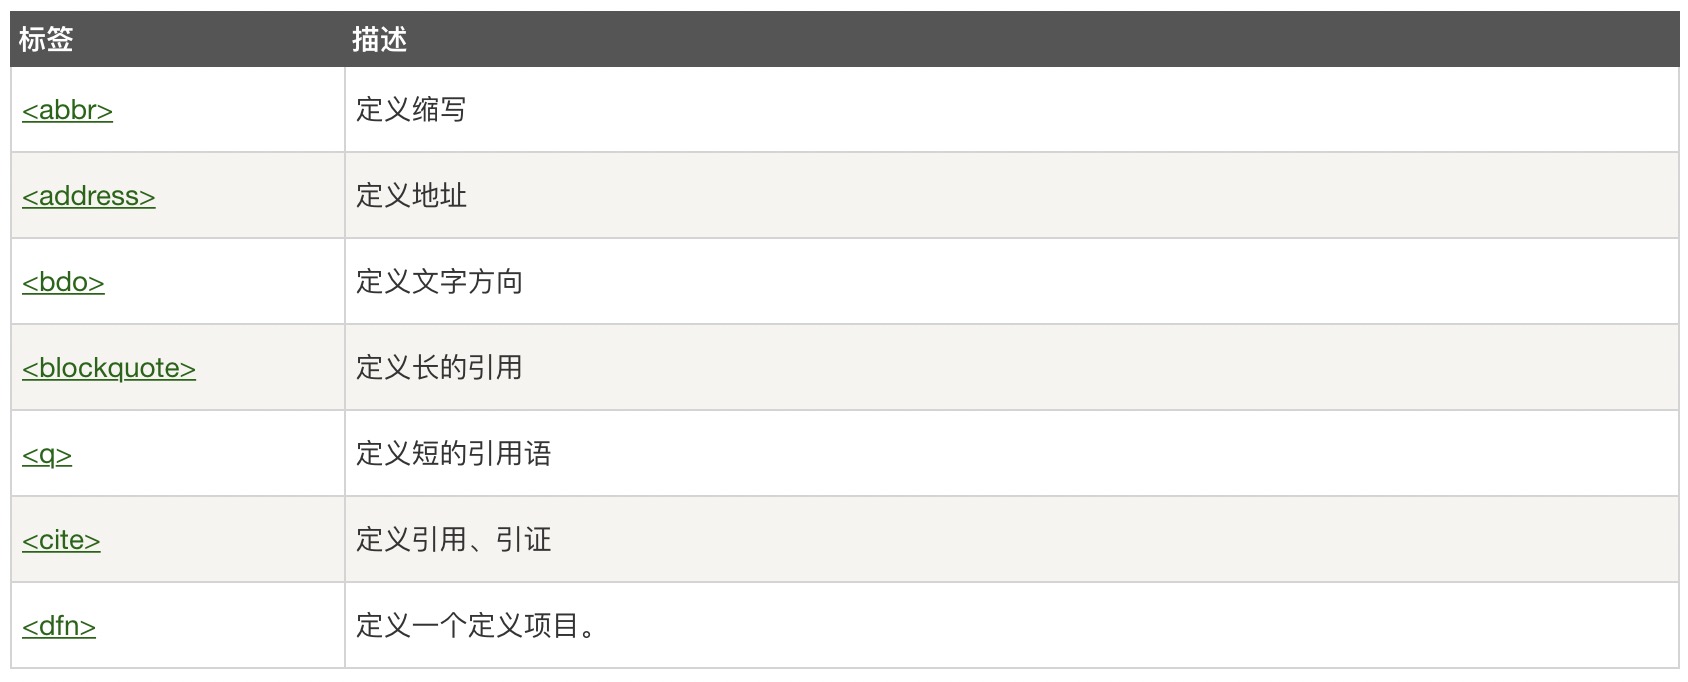 标签 描述
<abbr> 定义缩写
<address> 定义地址
<bdo> 定义文字方向
<blockquote> 定义长的引用
<q> 定义短的引用语
<cite> 定义引用、引证
<dfn> 定义一个定义项目。